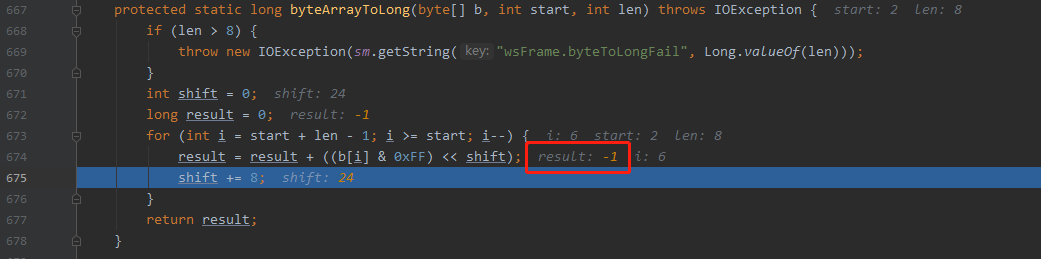 667 protected static long byteArrayToLong(byte[] b, int start, int len) throws IOException { start: 2 len: 8
668 if (len > 8) {
669 throw new IOException(sm.getString( key: "wsFrame.byteToLongFail", Long.valueOf(len)));
670 }
671 int shift = 0; shift: 24
672 long result = 0; result: -1
673 for (int i = start + len - 1; i >= start; i--) { i: 6 start: 2 len: 8
674 result = result + ((b[i] & 0xFF) << shift); result: -1 i: 6
675 shift += 8; shift: 24
676 }
677 return result;
678 }